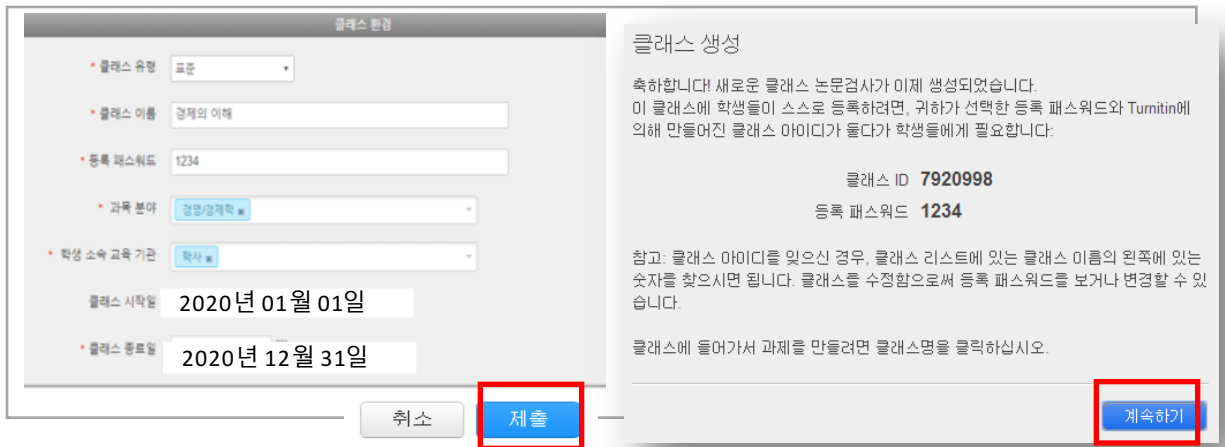 클래스 환경
* 클래스 유형 표준
* 클래스 이름 경제의 이해
* 등록 패스워드 1234
* 과목 분야 경영/경제학 x
* 학생 소속 교육 기관 학사 x
클래스 시작일 2020년 01월 01일
* 클래스 종료일 2020년 12월 31일
취소 제출
클래스 생성
축하합니다! 새로운 클래스 논문검사가 이제 생성되었습니다.
이 클래스에 학생들이 스스로 등록하려면, 귀하가 선택한 등록 패스워드와 Turnitin에
의해 만들어진 클래스 아이디가 둘다가 학생들에게 필요합니다:
클래스 ID 7920998
등록 패스워드 1234
참고: 클래스 아이디를 잊으신 경우, 클래스 리스트에 있는 클래스 이름의 왼쪽에 있는
숫자를 찾으시면 됩니다. 클래스를 수정함으로써 등록 패스워드를 보거나 변경할 수 있
습니다.
클래스에 들어가서 과제를 만들려면 클래스명을 클릭하십시오.
계속하기